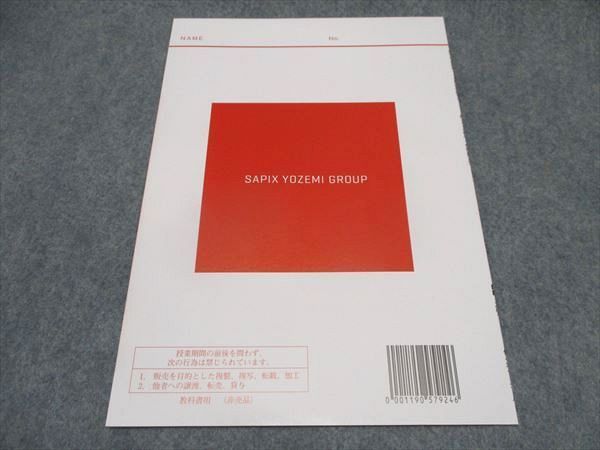 NAME No.
SAPIX YOZEMI GROUP
授業期間の前後を問わず、
次の行為は禁じられています。
1. 販売を目的とした複製、複写、転載、加工
2. 他者への譲渡、転売、貸与
教科書用 (非売品)
0 001190 579246